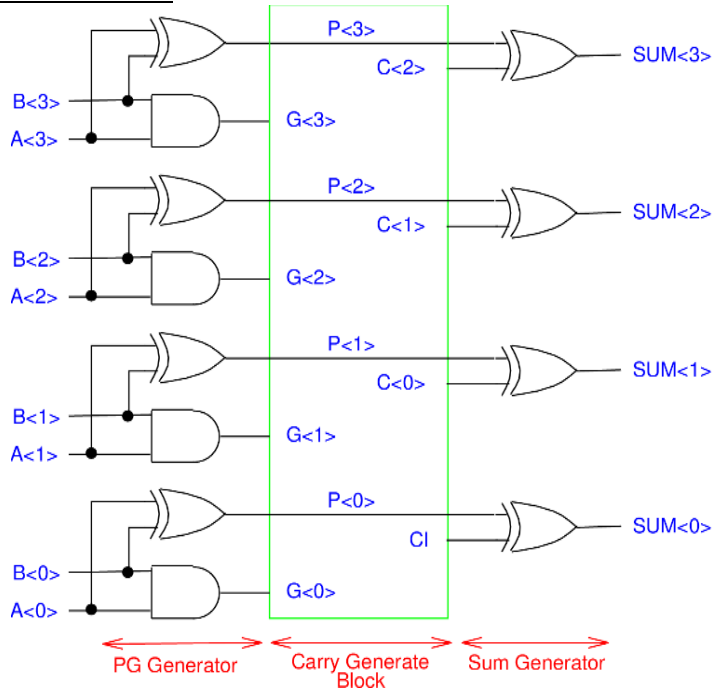 P<3>
SUM<3>
C<2>
B<3>
G<3>
A<3>
P<2>
SUM<2>
C<1>
B<2>
G<2>
A<2>
P<1>
SUM<1>
C<0>
B<1>
G<1>
A<1>
P<0>
SUM<0>
CI
B<0>
G<0>
A<0>
PG Generator
Carry Generate
Block
Sum Generator